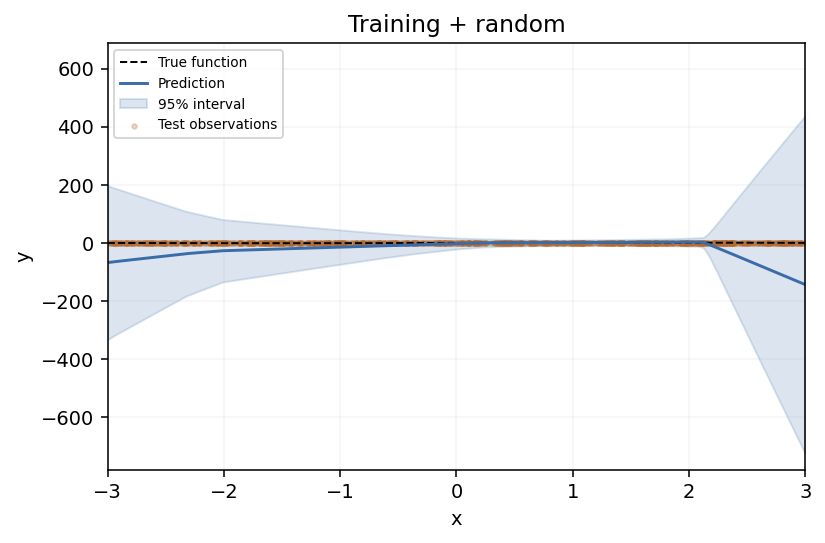 Training + random
True function
Prediction
95% interval
Test observations
600
400
200
0
−200
−400
−600
y
−3
−2
−1
0
1
2
3
x